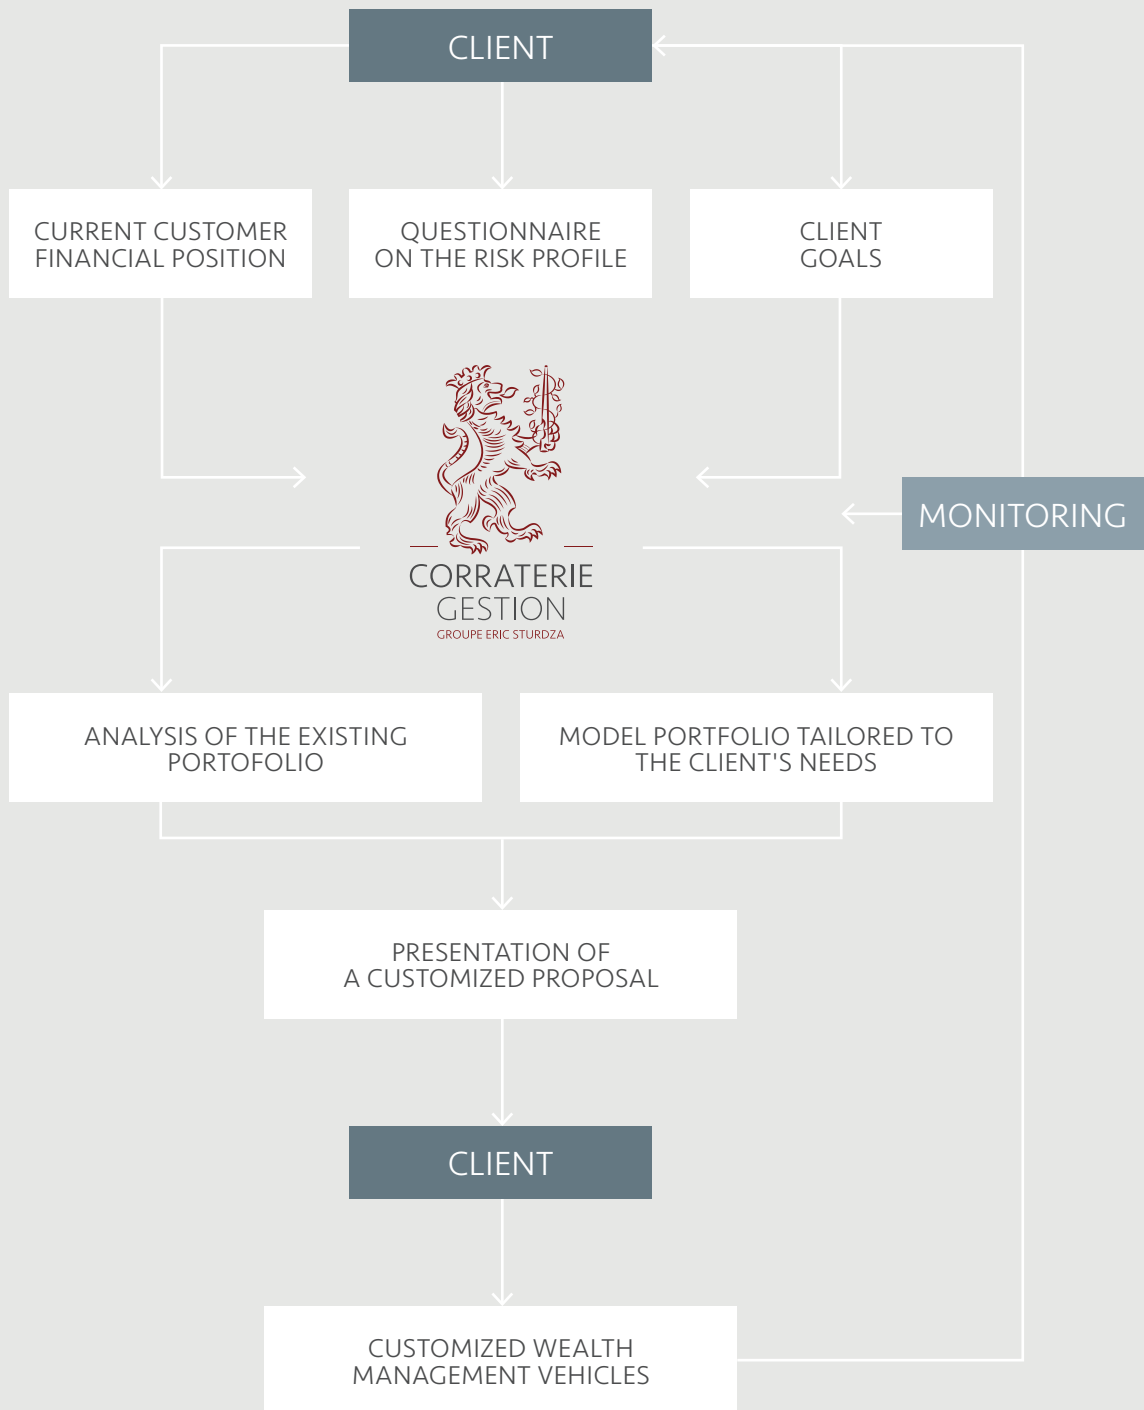 CLIENT
CURRENT CUSTOMER
FINANCIAL POSITION
QUESTIONNAIRE
ON THE RISK PROFILE
CLIENT
GOALS
CORRATERIE
GESTION
GROUPE ERIC STURDZA
MONITORING
ANALYSIS OF THE EXISTING
PORTOFOLIO
MODEL PORTFOLIO TAILORED TO
THE CLIENT'S NEEDS
PRESENTATION OF
A CUSTOMIZED PROPOSAL
CLIENT
CUSTOMIZED WEALTH
MANAGEMENT VEHICLES